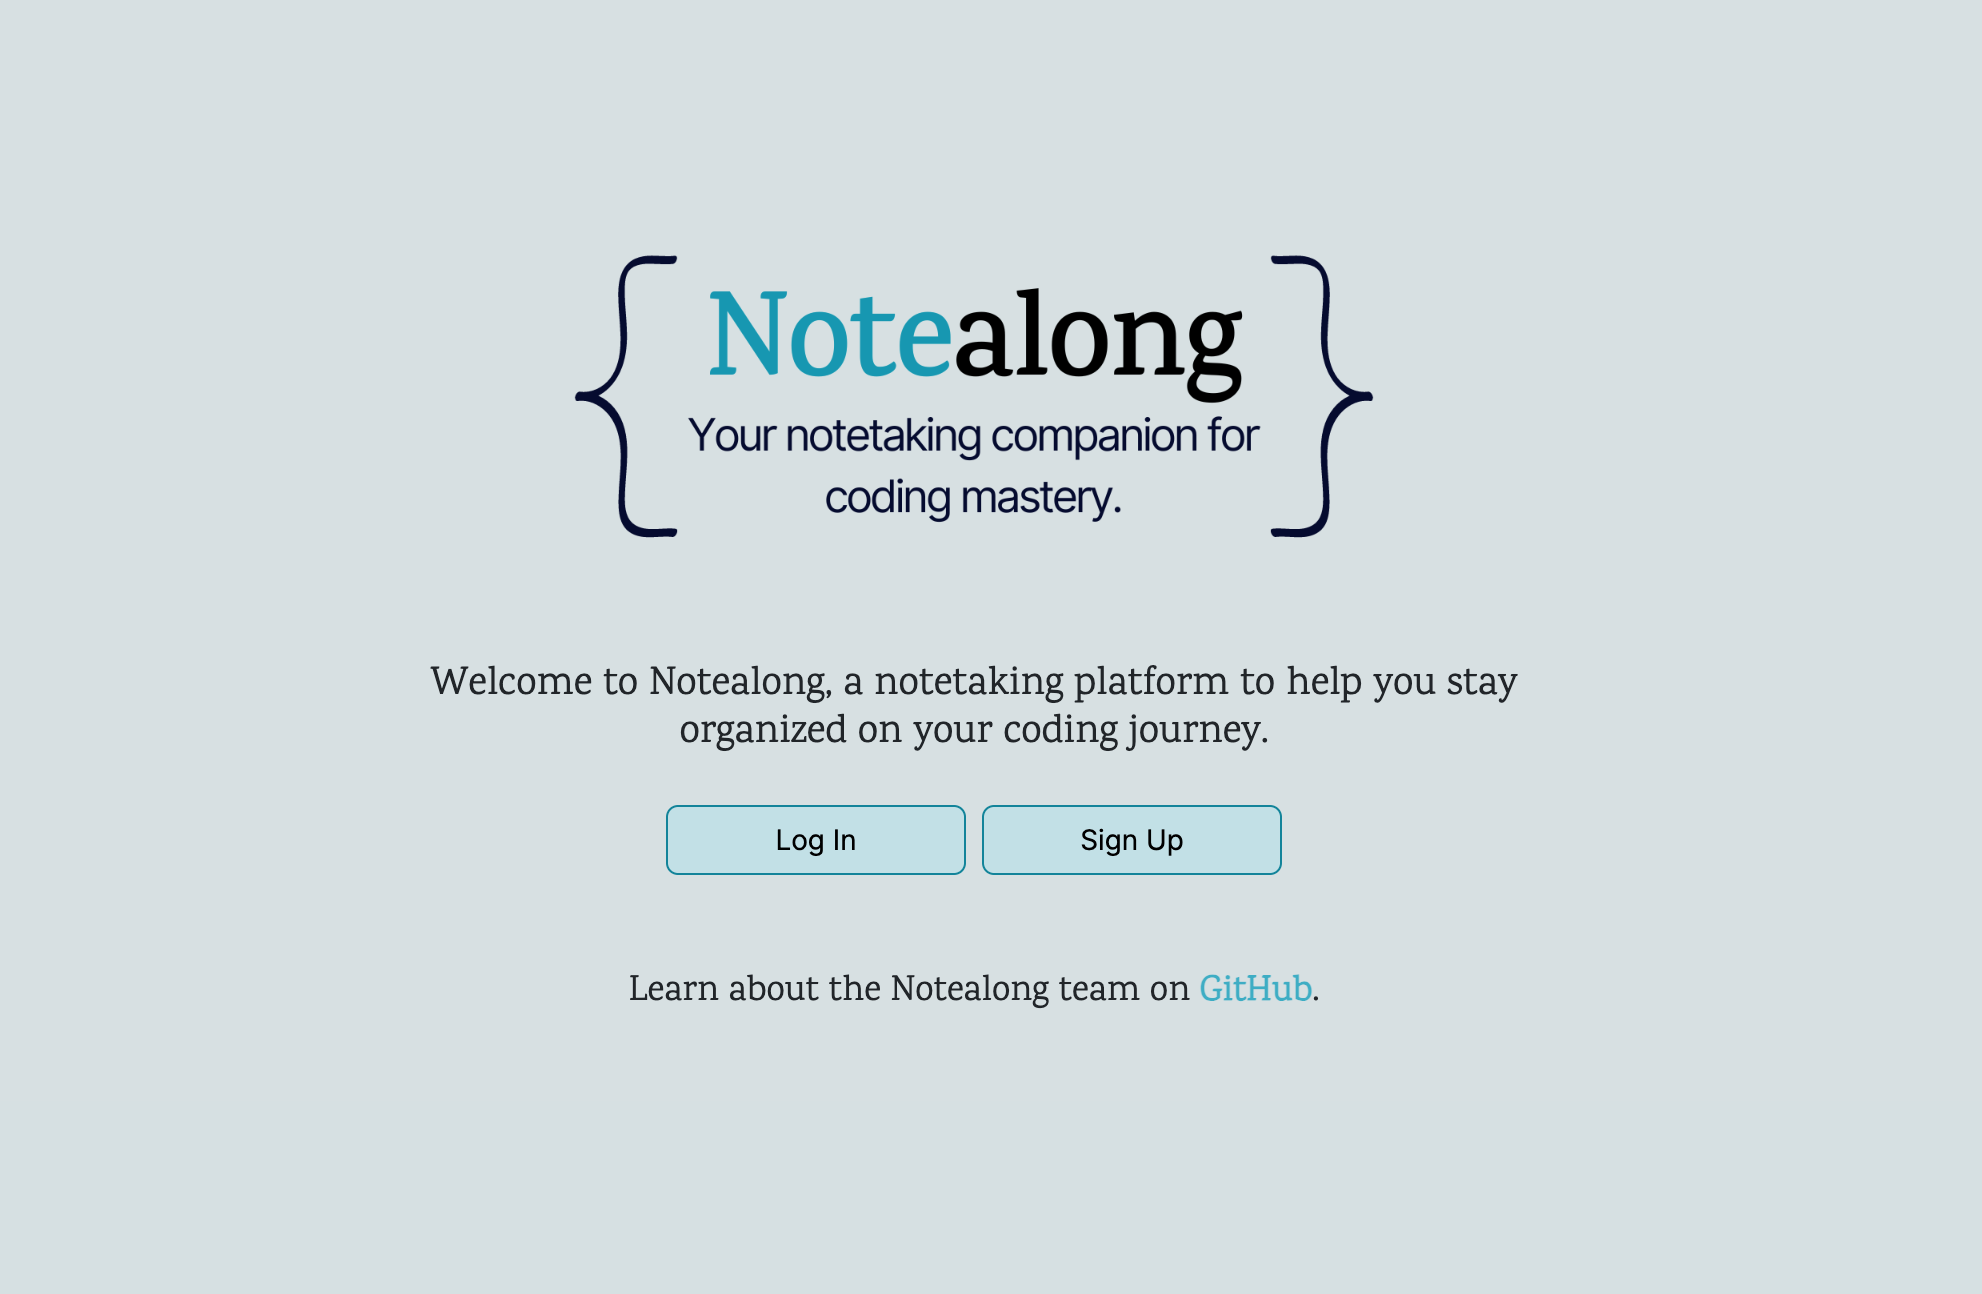 Notealong
Your notetaking companion for
coding mastery.
Welcome to Notealong, a notetaking platform to help you stay
organized on your coding journey.
Log In
Sign Up
Learn about the Notealong team on GitHub.